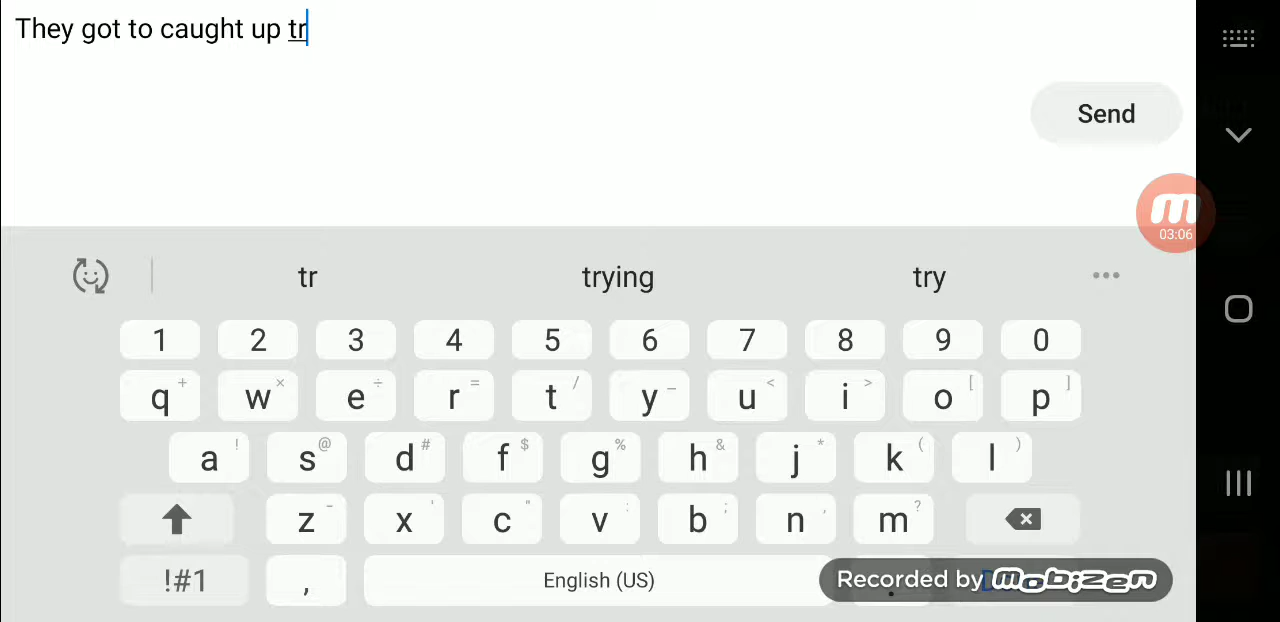 They got to caught up tr
Send
03:06
tr trying try
1 2 3 4 5 6 7 8 9 0
q + w × e ÷ r = t / y _ u < i > o [ p ]
a ! s @ d # f $ g % h & j * k ( l )
z - x ' c " v : b ; n , m ?
!#1 , English (US) .
Recorded by Mobizen